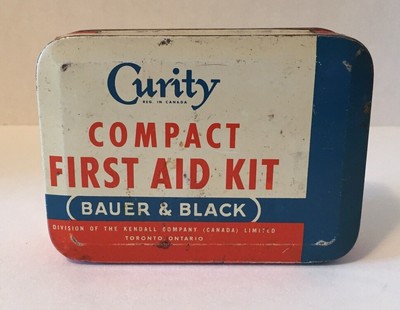 Curity
REG. IN CANADA
COMPACT
FIRST AID KIT
(BAUER & BLACK)
DIVISION OF THE KENDALL COMPANY (CANADA) LIMITED
TORONTO, ONTARIO